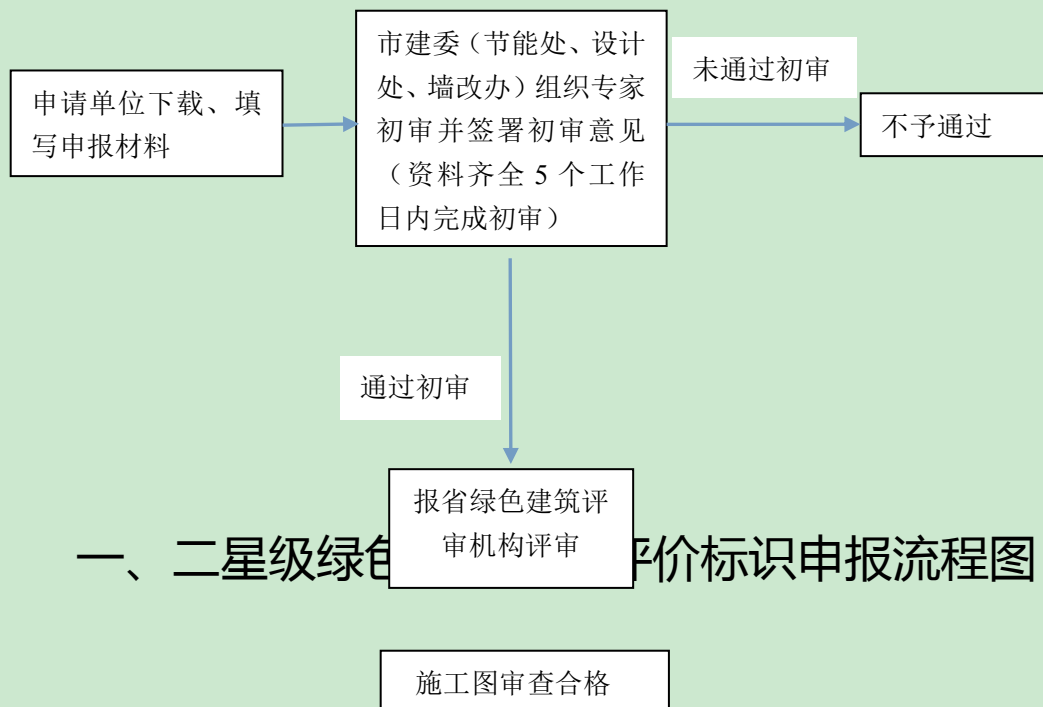 申请单位下载、填
写申报材料
市建委（节能处、设计
处、墙改办）组织专家
初审并签署初审意见
（资料齐全 5 个工作
日内完成初审）
未通过初审
不予通过
通过初审
报省绿色建筑评
审机构评审
一、二星级绿色
评价标识申报流程图
施工图审查合格